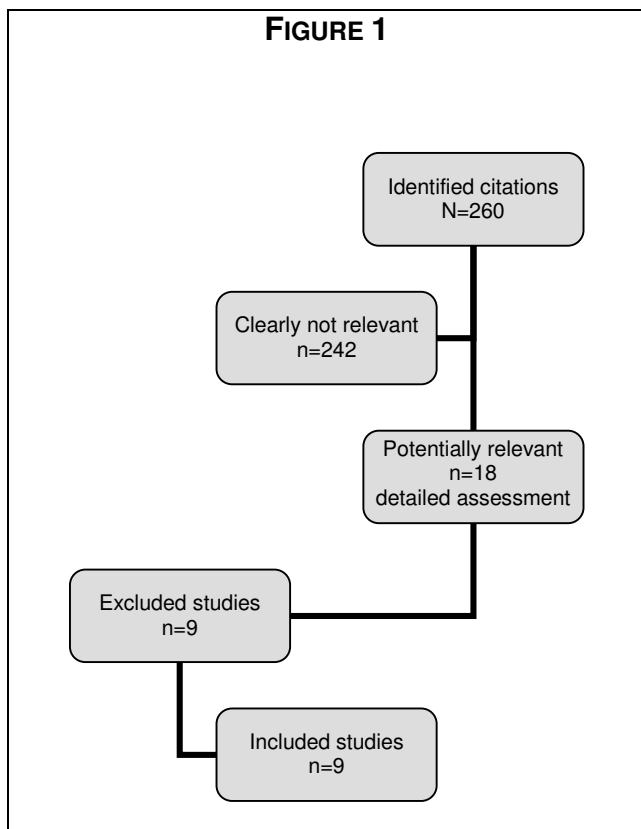 FIGURE 1
Identified citations
N=260
Clearly not relevant
n=242
Potentially relevant
n=18
detailed assessment
Excluded studies
n=9
Included studies
n=9